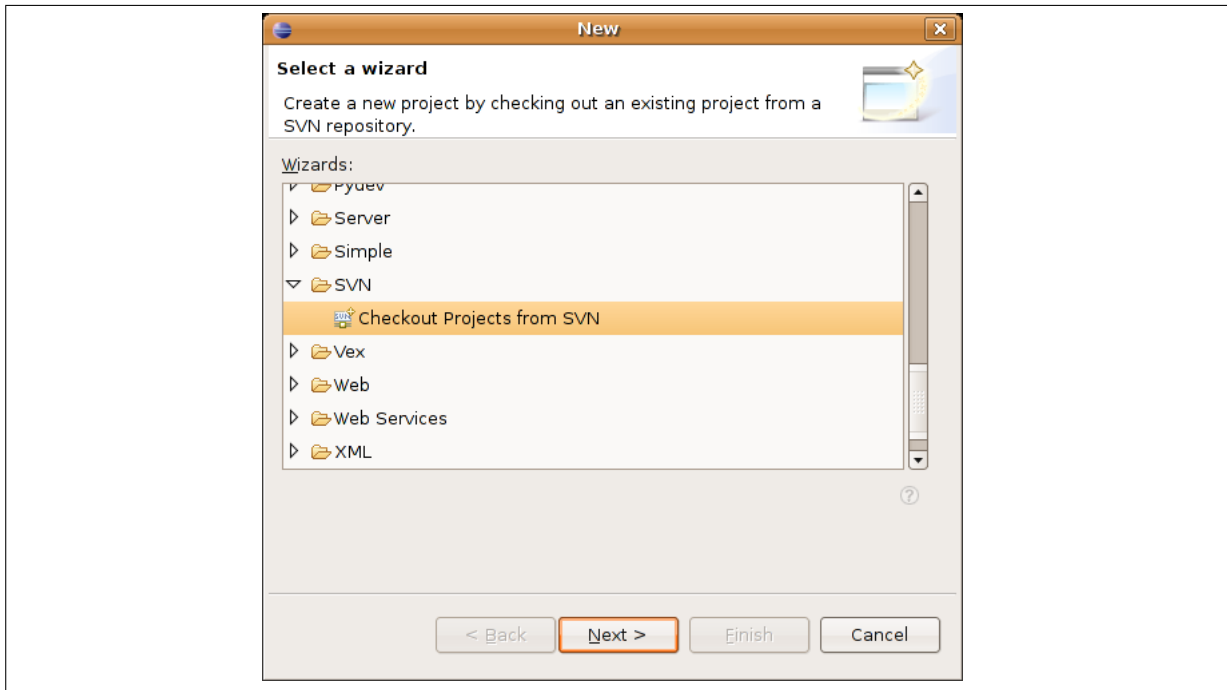 New
Select a wizard
Create a new project by checking out an existing project from a
SVN repository.
Wizards:
Pydev
Server
Simple
SVN
Checkout Projects from SVN
Vex
Web
Web Services
XML
< Back
Next >
Finish
Cancel